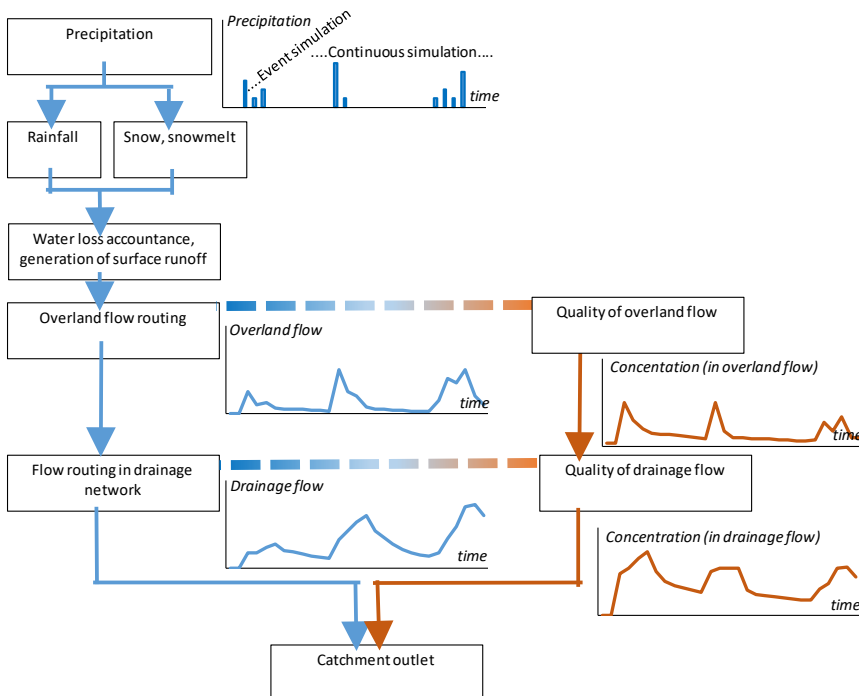 Precipitation
Precipitation
....Event simulation
....Continuous simulation....
time
Rainfall
Snow, snowmelt
Water loss accountance,
generation of surface runoff
Overland flow routing
Quality of overland flow
Overland flow
time
Concentation (in overland flow)
time
Flow routing in drainage
network
Quality of drainage flow
Drainage flow
time
Concentration (in drainage flow)
time
Catchment outlet